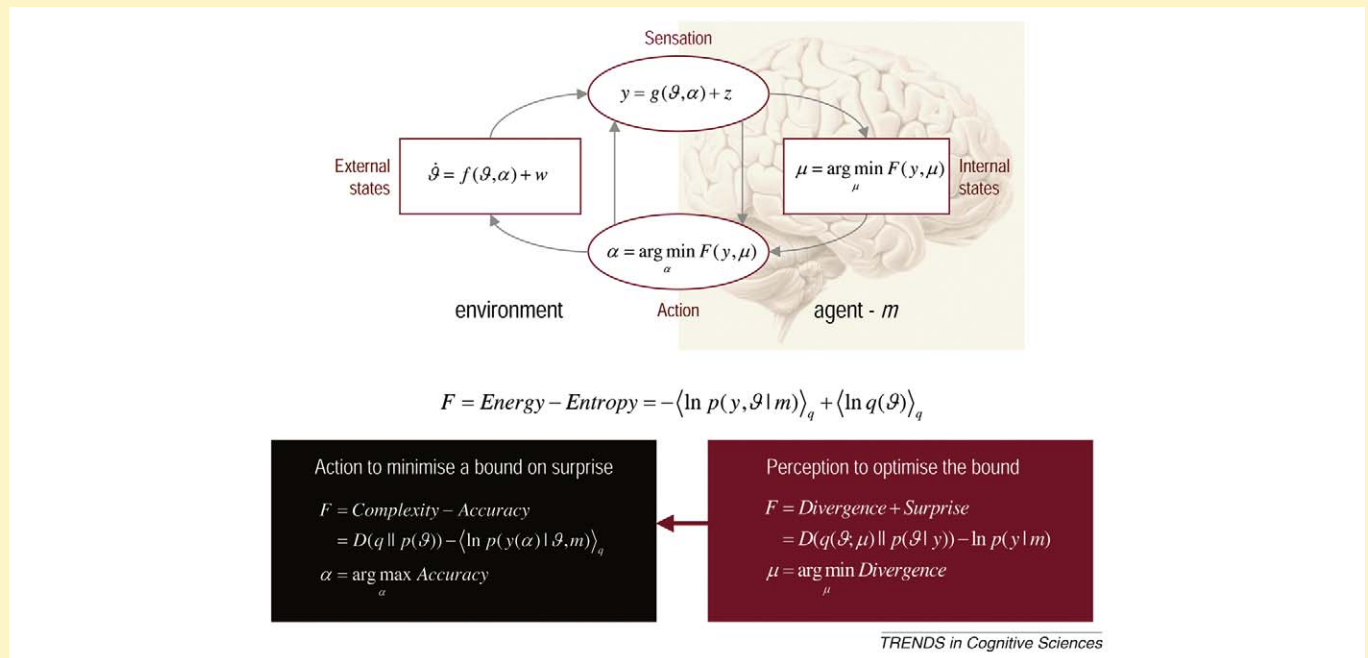 Sensation
y = g(ϑ,α) + z
External
states
ϑ̇ = f(ϑ,α) + w
μ = arg min F(y,μ)
μ
Internal
states
α = arg min F(y,μ)
α
environment
Action
agent - m
F = Energy − Entropy = −⟨ln p(y,ϑ | m)⟩q + ⟨ln q(ϑ)⟩q
Action to minimise a bound on surprise
F = Complexity − Accuracy
= D(q || p(ϑ)) − ⟨ln p(y(α) | ϑ,m)⟩q
α = arg max Accuracy
α
Perception to optimise the bound
F = Divergence + Surprise
= D(q(ϑ;μ) || p(ϑ | y)) − ln p(y | m)
μ = arg min Divergence
μ
TRENDS in Cognitive Sciences